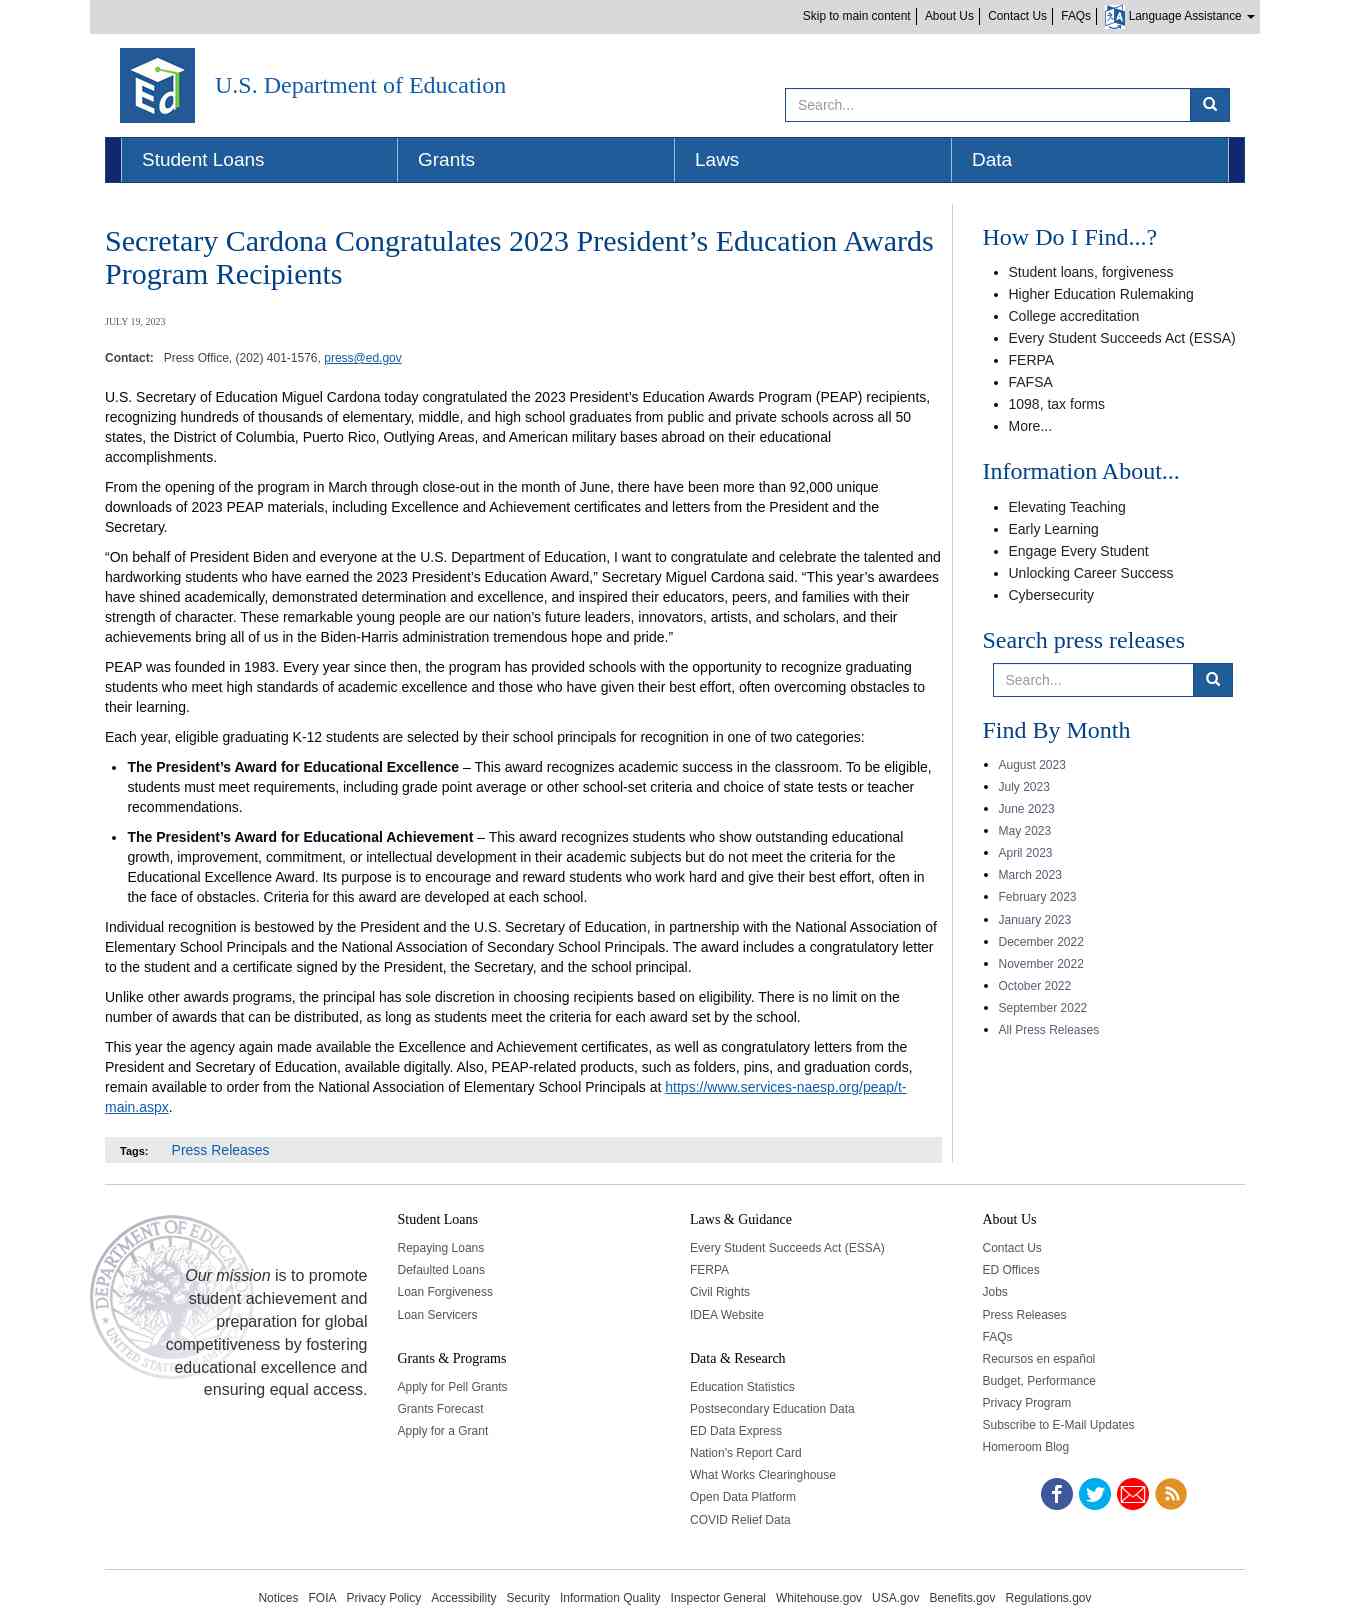 Skip to main content
About Us
Contact Us
FAQs
Language Assistance
Ed
U.S. Department of Education
Search...
Student Loans
Grants
Laws
Data
Secretary Cardona Congratulates 2023 President’s Education Awards
Program Recipients
JULY 19, 2023
Contact: Press Office, (202) 401-1576, press@ed.gov
U.S. Secretary of Education Miguel Cardona today congratulated the 2023 President’s Education Awards Program (PEAP) recipients,
recognizing hundreds of thousands of elementary, middle, and high school graduates from public and private schools across all 50
states, the District of Columbia, Puerto Rico, Outlying Areas, and American military bases abroad on their educational
accomplishments.
From the opening of the program in March through close-out in the month of June, there have been more than 92,000 unique
downloads of 2023 PEAP materials, including Excellence and Achievement certificates and letters from the President and the
Secretary.
“On behalf of President Biden and everyone at the U.S. Department of Education, I want to congratulate and celebrate the talented and
hardworking students who have earned the 2023 President’s Education Award,” Secretary Miguel Cardona said. “This year’s awardees
have shined academically, demonstrated determination and excellence, and inspired their educators, peers, and families with their
strength of character. These remarkable young people are our nation’s future leaders, innovators, artists, and scholars, and their
achievements bring all of us in the Biden-Harris administration tremendous hope and pride.”
PEAP was founded in 1983. Every year since then, the program has provided schools with the opportunity to recognize graduating
students who meet high standards of academic excellence and those who have given their best effort, often overcoming obstacles to
their learning.
Each year, eligible graduating K-12 students are selected by their school principals for recognition in one of two categories:
• The President’s Award for Educational Excellence – This award recognizes academic success in the classroom. To be eligible,
students must meet requirements, including grade point average or other school-set criteria and choice of state tests or teacher
recommendations.
• The President’s Award for Educational Achievement – This award recognizes students who show outstanding educational
growth, improvement, commitment, or intellectual development in their academic subjects but do not meet the criteria for the
Educational Excellence Award. Its purpose is to encourage and reward students who work hard and give their best effort, often in
the face of obstacles. Criteria for this award are developed at each school.
Individual recognition is bestowed by the President and the U.S. Secretary of Education, in partnership with the National Association of
Elementary School Principals and the National Association of Secondary School Principals. The award includes a congratulatory letter
to the student and a certificate signed by the President, the Secretary, and the school principal.
Unlike other awards programs, the principal has sole discretion in choosing recipients based on eligibility. There is no limit on the
number of awards that can be distributed, as long as students meet the criteria for each award set by the school.
This year the agency again made available the Excellence and Achievement certificates, as well as congratulatory letters from the
President and Secretary of Education, available digitally. Also, PEAP-related products, such as folders, pins, and graduation cords,
remain available to order from the National Association of Elementary School Principals at https://www.services-naesp.org/peap/t-
main.aspx.
Tags: Press Releases
How Do I Find...?
• Student loans, forgiveness
• Higher Education Rulemaking
• College accreditation
• Every Student Succeeds Act (ESSA)
• FERPA
• FAFSA
• 1098, tax forms
• More...
Information About...
• Elevating Teaching
• Early Learning
• Engage Every Student
• Unlocking Career Success
• Cybersecurity
Search press releases
Search...
Find By Month
• August 2023
• July 2023
• June 2023
• May 2023
• April 2023
• March 2023
• February 2023
• January 2023
• December 2022
• November 2022
• October 2022
• September 2022
• All Press Releases
Our mission is to promote
student achievement and
preparation for global
competitiveness by fostering
educational excellence and
ensuring equal access.
Student Loans
Repaying Loans
Defaulted Loans
Loan Forgiveness
Loan Servicers
Grants & Programs
Apply for Pell Grants
Grants Forecast
Apply for a Grant
Laws & Guidance
Every Student Succeeds Act (ESSA)
FERPA
Civil Rights
IDEA Website
Data & Research
Education Statistics
Postsecondary Education Data
ED Data Express
Nation's Report Card
What Works Clearinghouse
Open Data Platform
COVID Relief Data
About Us
Contact Us
ED Offices
Jobs
Press Releases
FAQs
Recursos en español
Budget, Performance
Privacy Program
Subscribe to E-Mail Updates
Homeroom Blog
Notices FOIA Privacy Policy Accessibility Security Information Quality Inspector General Whitehouse.gov USA.gov Benefits.gov Regulations.gov